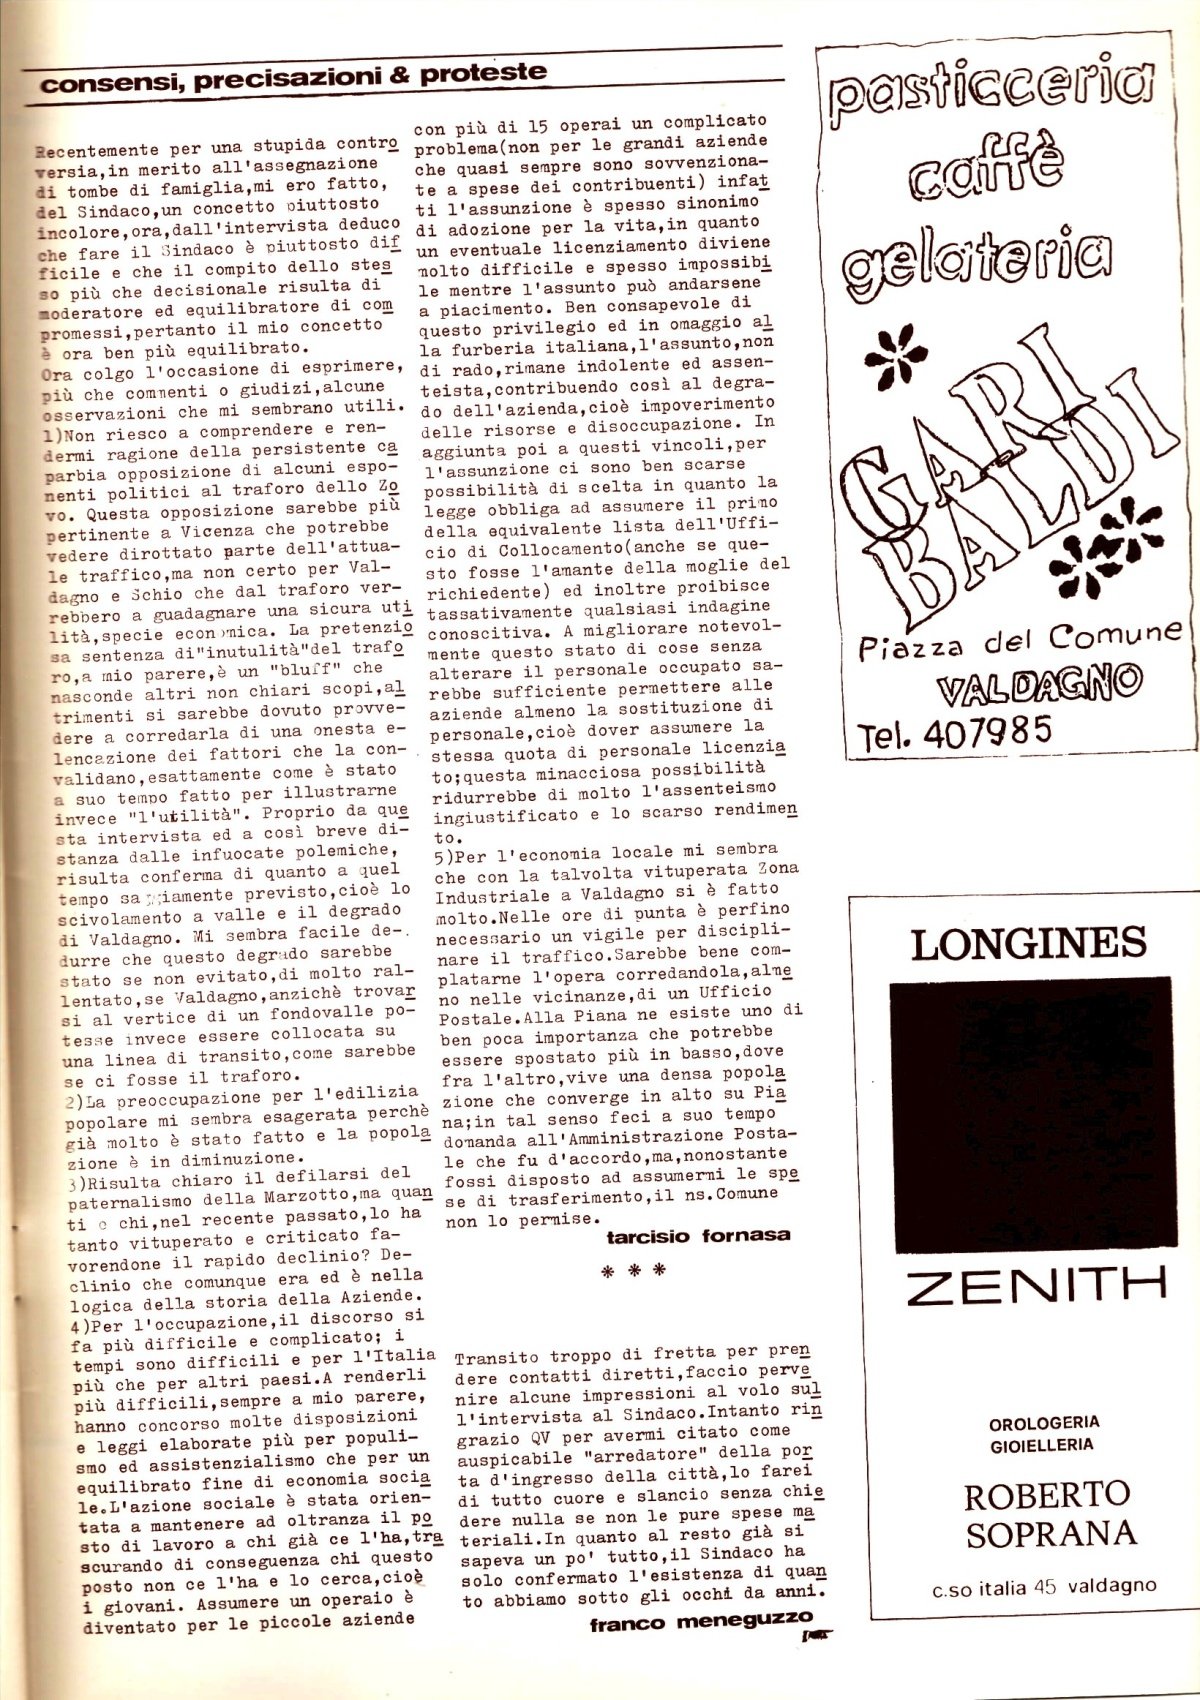 consensi, precisazioni & proteste
Recentemente per una stupida contro
versia,in merito all'assegnazione
di tombe di famiglia,mi ero fatto,
del Sindaco,un concetto piuttosto
incolore,ora,dall'intervista deduco
che fare il Sindaco è piuttosto dif
ficile e che il compito dello stes
so più che decisionale risulta di
moderatore ed equilibratore di com
promessi,pertanto il mio concetto
è ora ben più equilibrato.
Ora colgo l'occasione di esprimere,
più che commenti o giudizi,alcune
osservazioni che mi sembrano utili.
1)Non riesco a comprendere e ren-
dermi ragione della persistente ca
parbia opposizione di alcuni espo-
nenti politici al traforo dello Zo
vo. Questa opposizione sarebbe più
pertinente a Vicenza che potrebbe
vedere dirottato parte dell'attua-
le traffico,ma non certo per Val-
dagno e Schio che dal traforo ver-
rebbero a guadagnare una sicura uti
lità,specie economica. La pretenzio
sa sentenza di"inutulità"del trafo
ro,a mio parere,è un "bluff" che
nasconde altri non chiari scopi,al
trimenti si sarebbe dovuto provve-
dere a corredarla di una onesta e-
lencazione dei fattori che la con-
validano,esattamente come è stato
a suo tempo fatto per illustrarne
invece "l'utilità". Proprio da que
sta intervista ed a così breve di-
stanza dalle infuocate polemiche,
risulta conferma di quanto a quel
tempo saggiamente previsto,cioè lo
scivolamento a valle e il degrado
di Valdagno. Mi sembra facile de-
durre che questo degrado sarebbe
stato se non evitato,di molto ral-
lentato,se Valdagno,anzichè trovar
si al vertice di un fondovalle po-
tesse invece essere collocata su
una linea di transito,come sarebbe
se ci fosse il traforo.
2)La preoccupazione per l'edilizia
popolare mi sembra esagerata perchè
già molto è stato fatto e la popola
zione è in diminuzione.
3)Risulta chiaro il defilarsi del
paternalismo della Marzotto,ma quan
ti e chi,nel recente passato,lo ha
tanto vituperato e criticato fa-
vorendone il rapido declinio? De-
clinio che comunque era ed è nella
logica della storia della Aziende.
4)Per l'occupazione,il discorso si
fa più difficile e complicato; i
tempi sono difficili e per l'Italia
più che per altri paesi.A renderli
più difficili,sempre a mio parere,
hanno concorso molte disposizioni
e leggi elaborate più per populi-
smo ed assistenzialismo che per un
equilibrato fine di economia socia
le.L'azione sociale è stata orien-
tata a mantenere ad oltranza il po
sto di lavoro a chi già ce l'ha,tra
scurando di conseguenza chi questo
posto non ce l'ha e lo cerca,cioè
i giovani. Assumere un operaio è
diventato per le piccole aziende
con più di 15 operai un complicato
problema(non per le grandi aziende
che quasi sempre sono sovvenziona-
te a spese dei contribuenti) infat
ti l'assunzione è spesso sinonimo
di adozione per la vita,in quanto
un eventuale licenziamento diviene
molto difficile e spesso impossibi
le mentre l'assunto può andarsene
a piacimento. Ben consapevole di
questo privilegio ed in omaggio al
la furberia italiana,l'assunto,non
di rado,rimane indolente ed assen-
teista,contribuendo così al degra-
do dell'azienda,cioè impoverimento
delle risorse e disoccupazione. In
aggiunta poi a questi vincoli,per
l'assunzione ci sono ben scarse
possibilità di scelta in quanto la
legge obbliga ad assumere il primo
della equivalente lista dell'Uffi-
cio di Collocamento(anche se que-
sto fosse l'amante della moglie del
richiedente) ed inoltre proibisce
tassativamente qualsiasi indagine
conoscitiva. A migliorare notevol-
mente questo stato di cose senza
alterare il personale occupato sa-
rebbe sufficiente permettere alle
aziende almeno la sostituzione di
personale,cioè dover assumere la
stessa quota di personale licenzia
to;questa minacciosa possibilità
ridurrebbe di molto l'assenteismo
ingiustificato e lo scarso rendimen
to.
5)Per l'economia locale mi sembra
che con la talvolta vituperata Zona
Industriale a Valdagno si è fatto
molto.Nelle ore di punta è perfino
necessario un vigile per discipli-
nare il traffico.Sarebbe bene com-
platarne l'opera corredandola,alme
no nelle vicinanze,di un Ufficio
Postale.Alla Piana ne esiste uno di
ben poca importanza che potrebbe
essere spostato più in basso,dove
fra l'altro,vive una densa popola
zione che converge in alto su Pia
na;in tal senso feci a suo tempo
domanda all'Amministrazione Posta-
le che fu d'accordo,ma,nonostante
fossi disposto ad assumermi le spe
se di trasferimento,il ns.Comune
non lo permise.
tarcisio fornasa
* * *
Transito troppo di fretta per pren
dere contatti diretti,faccio perve
nire alcune impressioni al volo sul
l'intervista al Sindaco.Intanto rin
grazio QV per avermi citato come
auspicabile "arredatore" della por
ta d'ingresso della città,lo farei
di tutto cuore e slancio senza chie
dere nulla se non le pure spese ma
teriali.In quanto al resto già si
sapeva un po' tutto,il Sindaco ha
solo confermato l'esistenza di quan
to abbiamo sotto gli occhi da anni.
franco meneguzzo
pasticceria
caffè
gelateria
GARI
BALDI
Piazza del Comune
VALDAGNO
Tel. 407985
LONGINES
ZENITH
OROLOGERIA
GIOIELLERIA
ROBERTO
SOPRANA
c.so italia 45 valdagno